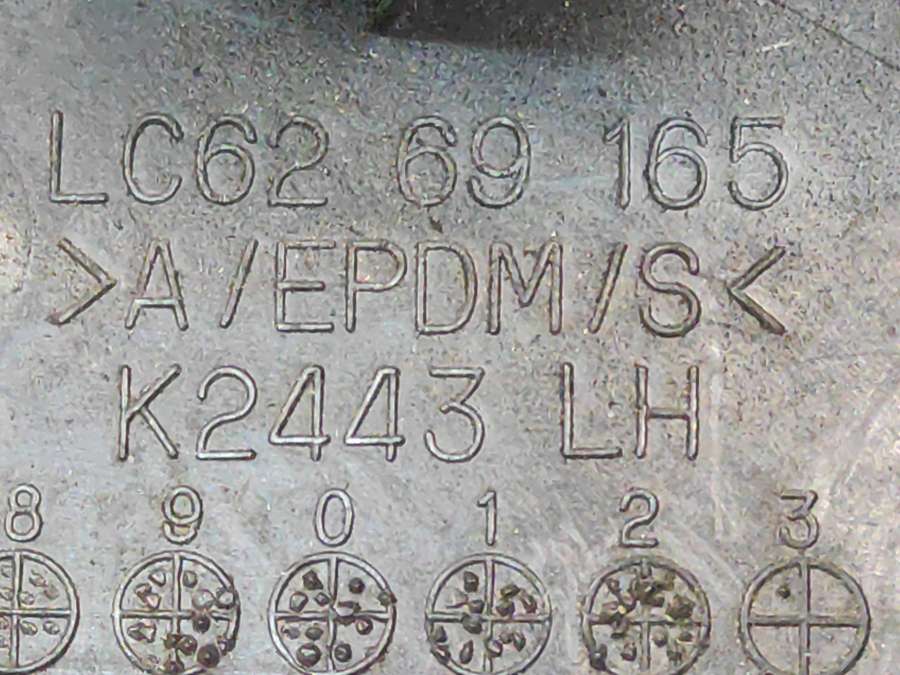 LC62 69 165
>A/EPDM/S<
K2443 LH
8 9 0 1 2 3